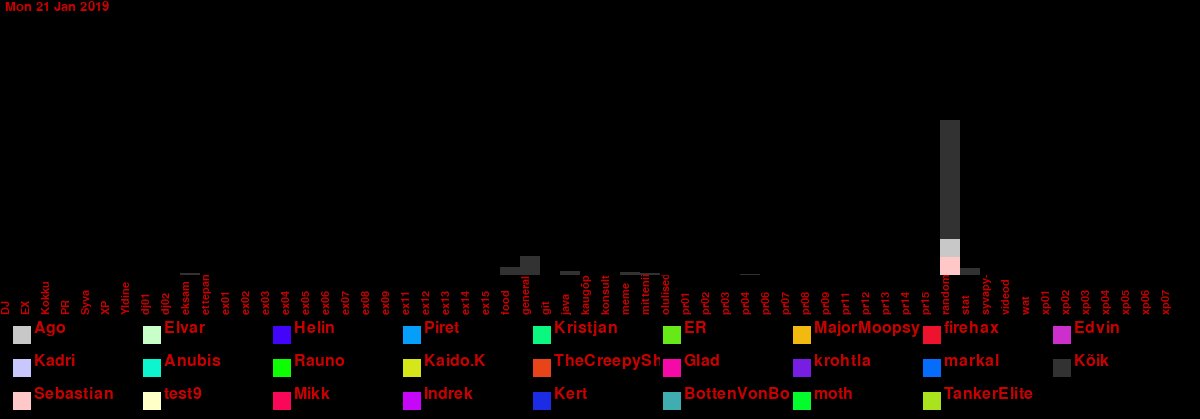 Mon 21 Jan 2019
DJ EX Kokku PR Syva XP Yldine dj01 dj02 eksam ettepan ex01 ex02 ex03 ex04 ex05 ex06 ex07 ex08 ex09 ex11 ex12 ex13 ex14 ex15 food general git java kaugõp konsult meme mitteniii olulised pr01 pr02 pr03 pr04 pr06 pr07 pr08 pr09 pr11 pr12 pr13 pr14 pr15 random stat syvapy- videod wat xp01 xp02 xp03 xp04 xp05 xp06 xp07
Ago Elvar Helin Piret Kristjan ER MajorMoopsy firehax Edvin
Kadri Anubis Rauno Kaido.K TheCreepySh Glad krohtla markal Kõik
Sebastian test9 Mikk Indrek Kert BottenVonBo moth TankerElite